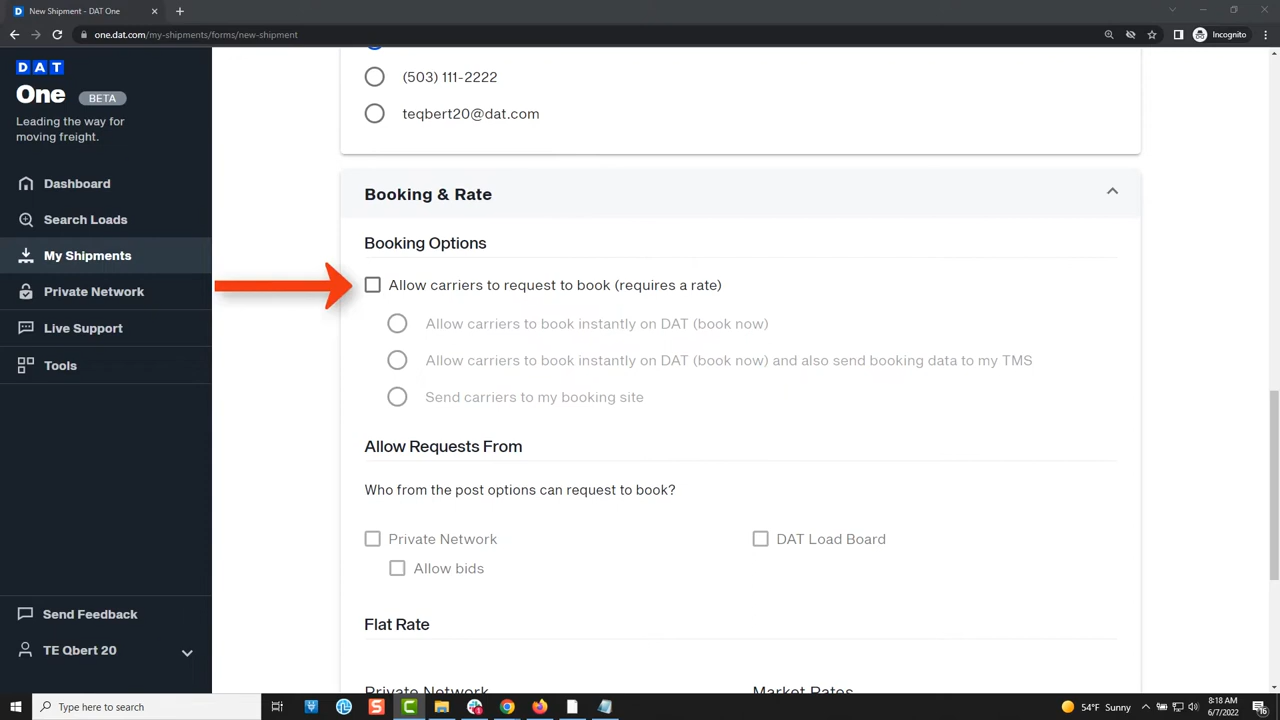 New Shipment - DAT One
one.dat.com/my-shipments/forms/new-shipment
Incognito
DAT
One BETA
Leading the way for
moving freight.
Dashboard
Search Loads
My Shipments
Private Network
Live Support
Tools
Send Feedback
TE Qbert 20
(503) 111-2222
teqbert20@dat.com
Booking & Rate
Booking Options
Allow carriers to request to book (requires a rate)
Allow carriers to book instantly on DAT (book now)
Allow carriers to book instantly on DAT (book now) and also send booking data to my TMS
Send carriers to my booking site
Allow Requests From
Who from the post options can request to book?
Private Network DAT Load Board
Allow bids
Flat Rate
Private Network Market Rates
Type here to search
54°F Sunny
8:18 AM
6/7/2022